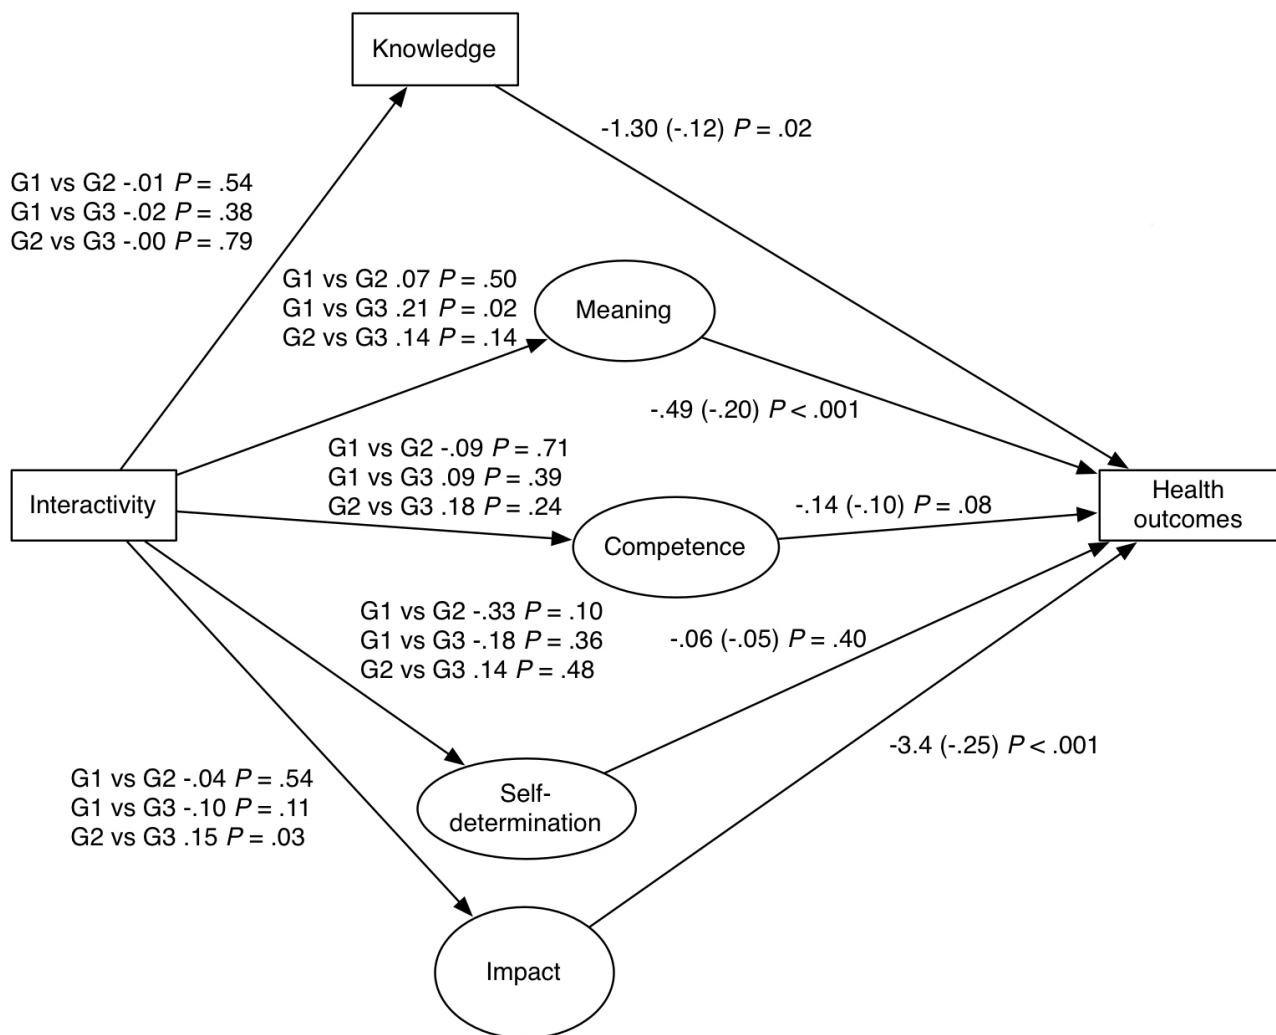 Knowledge
-1.30 (-.12) P = .02
G1 vs G2 -.01 P = .54
G1 vs G3 -.02 P = .38
G2 vs G3 -.00 P = .79
G1 vs G2 .07 P = .50
G1 vs G3 .21 P = .02
G2 vs G3 .14 P = .14
Meaning
-.49 (-.20) P < .001
G1 vs G2 -.09 P = .71
G1 vs G3 .09 P = .39
G2 vs G3 .18 P = .24
Interactivity
Competence
-.14 (-.10) P = .08
Health
outcomes
G1 vs G2 -.33 P = .10
G1 vs G3 -.18 P = .36
G2 vs G3 .14 P = .48
-.06 (-.05) P = .40
Self-
determination
-3.4 (-.25) P < .001
G1 vs G2 -.04 P = .54
G1 vs G3 -.10 P = .11
G2 vs G3 .15 P = .03
Impact